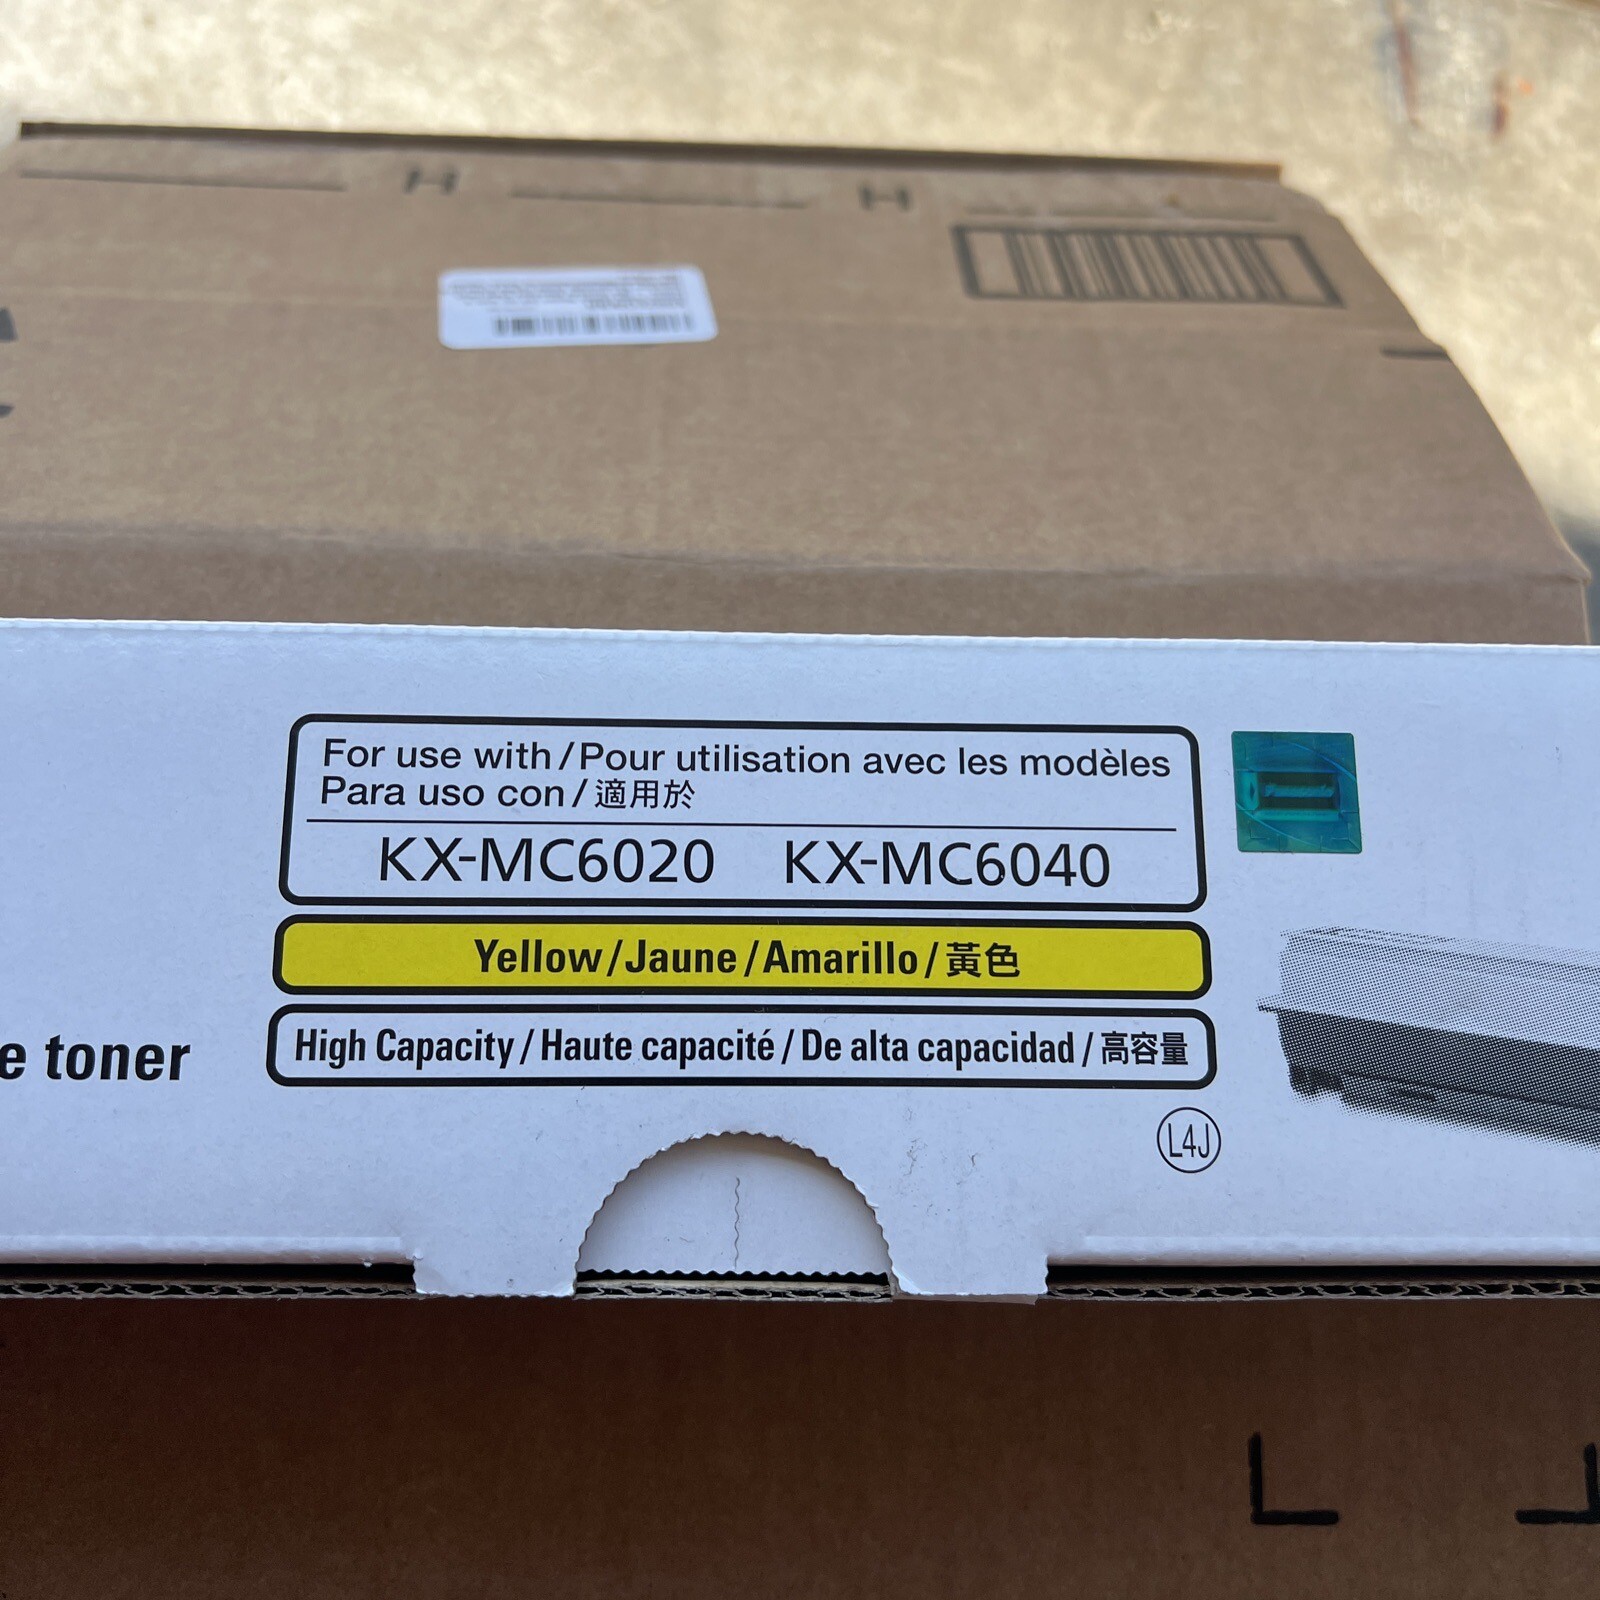 H H
For use with/Pour utilisation avec les modèles
Para uso con/適用於
KX-MC6020 KX-MC6040
Yellow/Jaune/Amarillo/黃色
e toner
High Capacity/Haute capacité/De alta capacidad/高容量
L4J